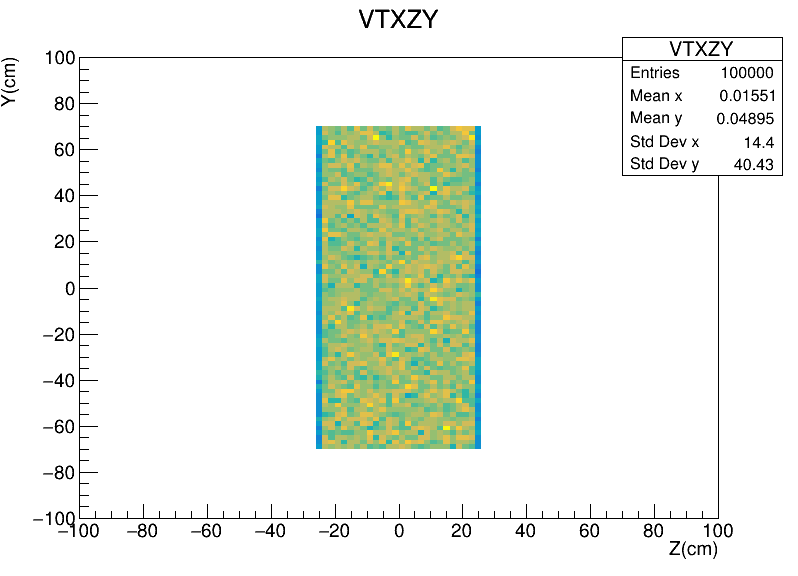 VTXZY
VTXZY
Entries 100000
Mean x 0.01551
Mean y 0.04895
Std Dev x 14.4
Std Dev y 40.43
Y(cm)
100
80
60
40
20
0
−20
−40
−60
−80
−100
−100 −80 −60 −40 −20 0 20 40 60 80 100
Z(cm)